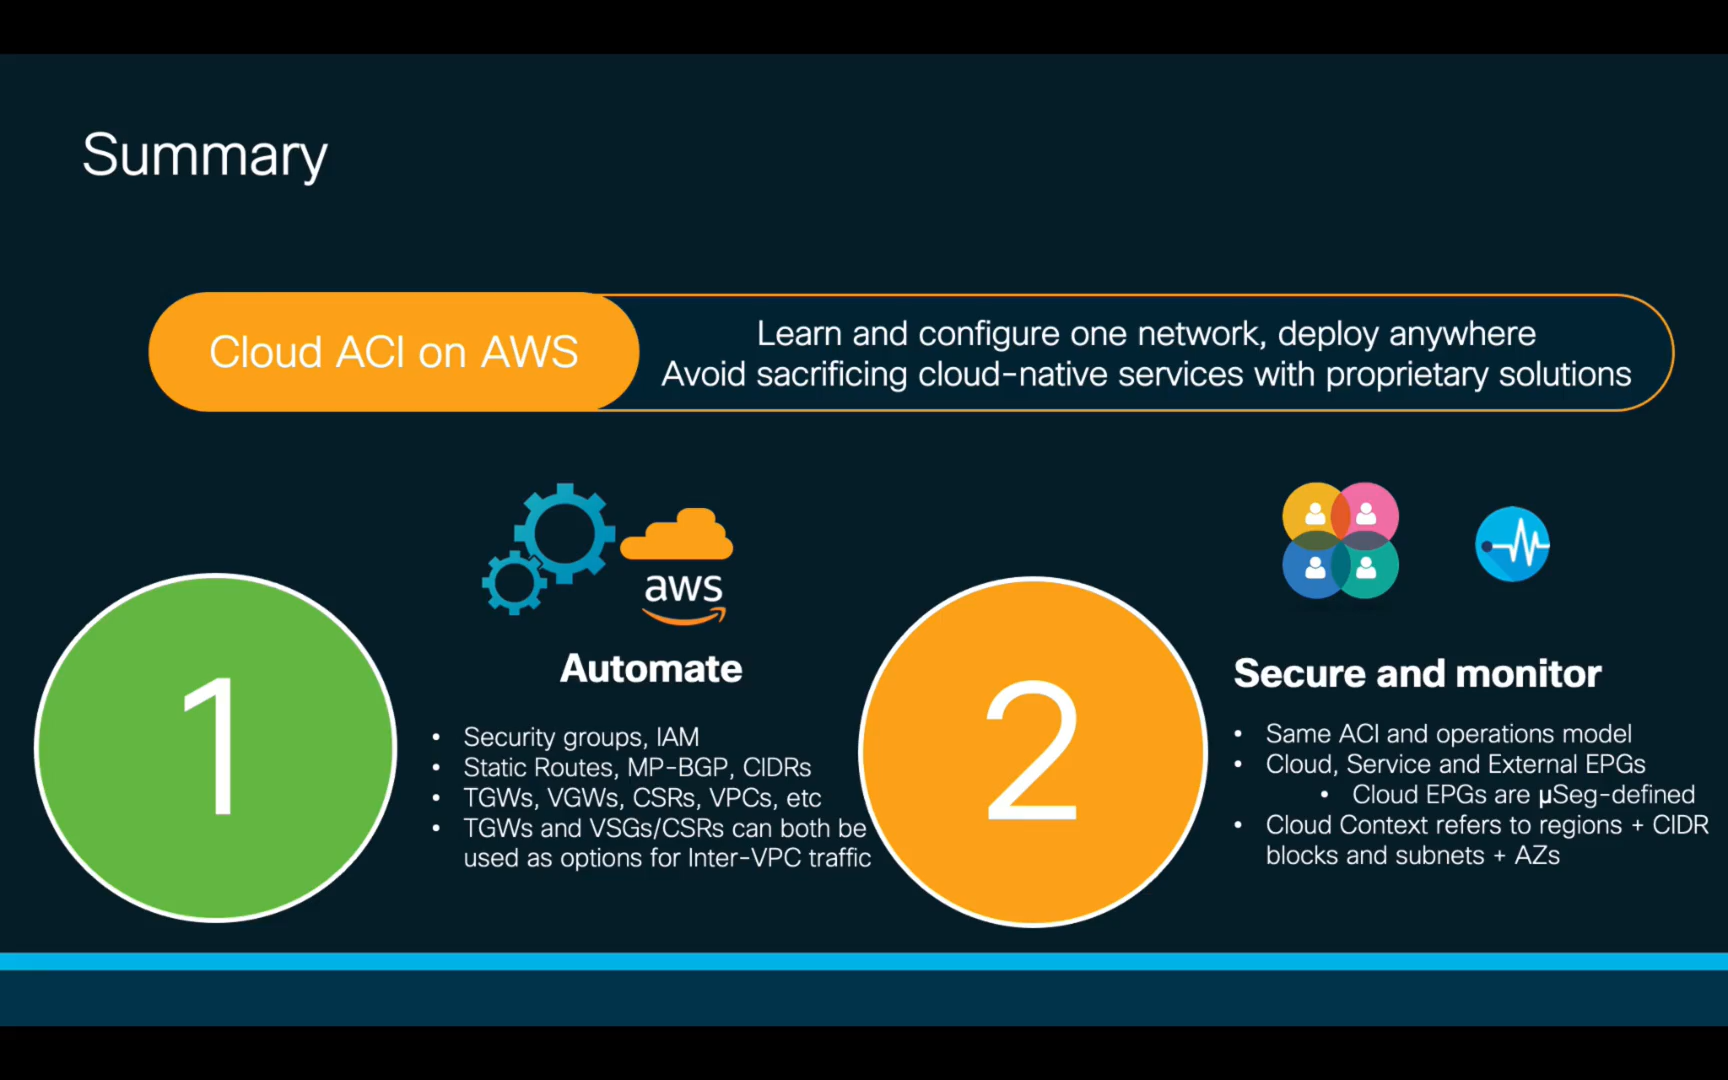 Summary
Cloud ACI on AWS
Learn and configure one network, deploy anywhere
Avoid sacrificing cloud-native services with proprietary solutions
aws
1
Automate
• Security groups, IAM
• Static Routes, MP-BGP, CIDRs
• TGWs, VGWs, CSRs, VPCs, etc
• TGWs and VSGs/CSRs can both be
used as options for Inter-VPC traffic
2
Secure and monitor
• Same ACI and operations model
• Cloud, Service and External EPGs
• Cloud EPGs are µSeg-defined
• Cloud Context refers to regions + CIDR
blocks and subnets + AZs